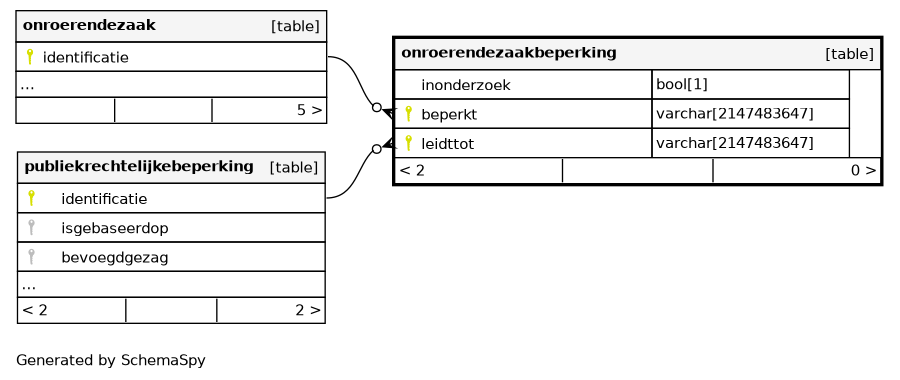 onroerendezaak [table]
identificatie
...
5 >
publiekrechtelijkebeperking [table]
identificatie
isgebaseerdop
bevoegdgezag
...
< 2 2 >
onroerendezaakbeperking [table]
inonderzoek bool[1]
beperkt varchar[2147483647]
leidttot varchar[2147483647]
< 2 0 >
Generated by SchemaSpy